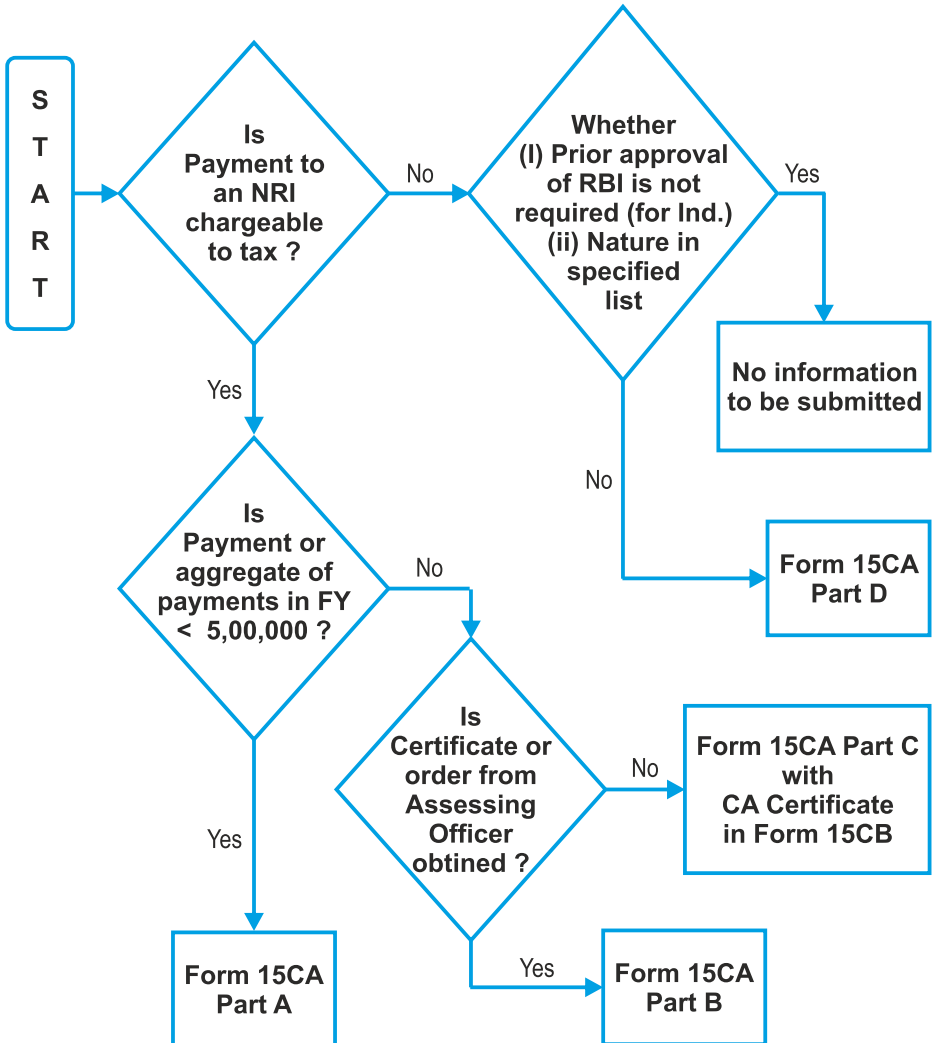 S
T
A
R
T
Is
Payment to
an NRI
chargeable
to tax ?
No
Whether
(I) Prior approval
of RBI is not
required (for Ind.)
(ii) Nature in
specified
list
Yes
No information
to be submitted
Yes
No
Form 15CA
Part D
Is
Payment or
aggregate of
payments in FY
< 5,00,000 ?
No
Is
Certificate or
order from
Assessing
Officer
obtined ?
No
Form 15CA Part C
with
CA Certificate
in Form 15CB
Yes
Form 15CA
Part A
Yes
Form 15CA
Part B